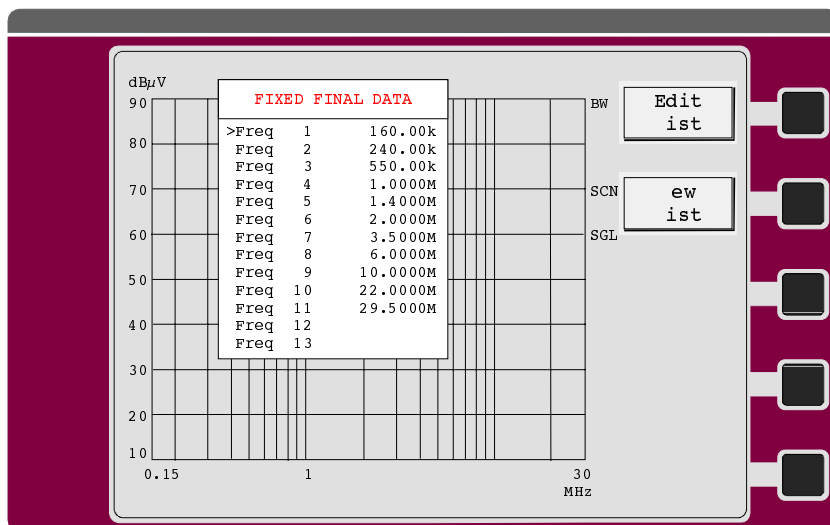 dBµV
FIXED FINAL DATA
>Freq 1 160.00k
Freq 2 240.00k
Freq 3 550.00k
Freq 4 1.0000M
Freq 5 1.4000M
Freq 6 2.0000M
Freq 7 3.5000M
Freq 8 6.0000M
Freq 9 10.0000M
Freq 10 22.0000M
Freq 11 29.5000M
Freq 12
Freq 13
90
80
70
60
50
40
30
20
10
0.15 1 30
MHz
BW
SCN
SGL
Edit
ist
ew
ist